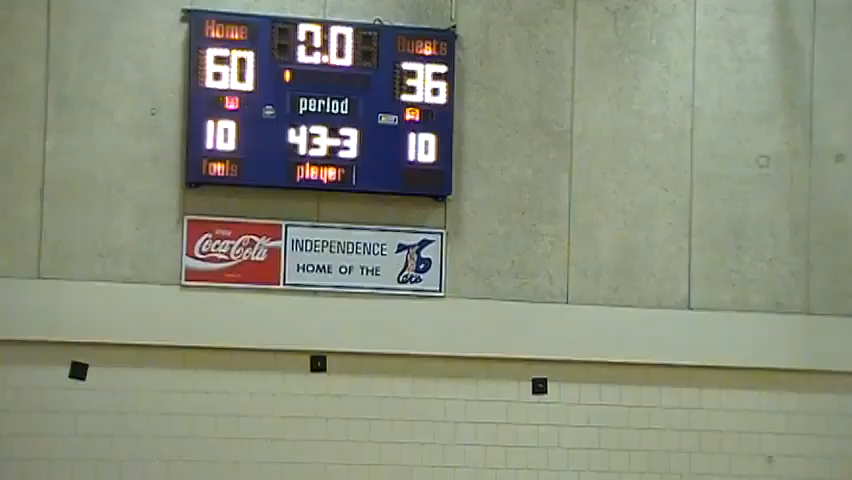 Home 0.0 Guests
60 36
period
10 43-3 10
fouls player
Coca-Cola
INDEPENDENCE
HOME OF THE